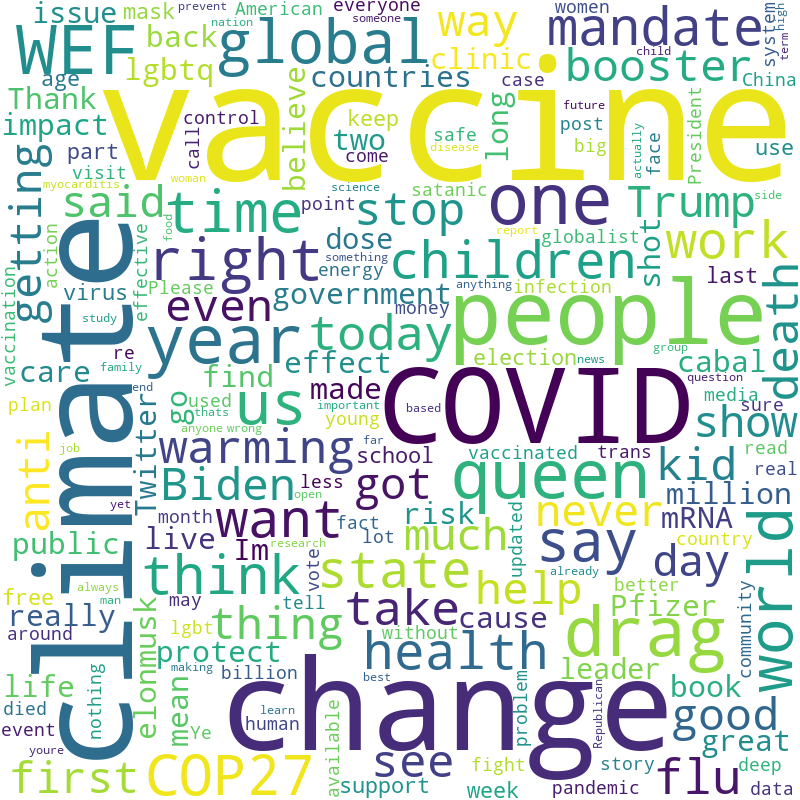 prevent
someone
everyone
women
high
term
system
American
mask
issue
nation
child
WEF
global
way
mandate
back
clinic
booster
lgbtq
countries
age
China
Thank
vaccine
case
future
President
impact
control
keep
safe
post
big
face
use
believe
long
call
two
come
disease
actually
part
visit
myocarditis
woman
science
satanic
side
getting
said
time
stop
one
Trump
point
report
work
food
dose
something
globalist
shot
action
effective
Please
right
energy
children
infection
last
death
virus
government
money
anything
even
people
vaccination
study
year
today
election
news
group
cabal
re
effect
care
family
made
find
go
used
important
based
COVID
question
media
sure
plan
end
us
thats
young
show
climate
Twitter
anyone
wrong
far
job
anti
warming
school
vaccinated
trans
read
real
less
queen
kid
Biden
open
got
million
yet
month
want
risk
never
mRNA
fact
lot
updated
public
live
Im
research
vote
much
say
day
country
free
always
think
state
already
help
better
may
tell
Pfizer
community
world
man
really
around
lgbt
thing
take
cause
without
drag
protect
health
leader
elonmusk
mean
billion
making
best
problem
life
book
died
nothing
learn
Ye
human
change
Republican
good
event
youre
available
see
story
great
fight
deep
first
COP27
support
week
pandemic
flu
data